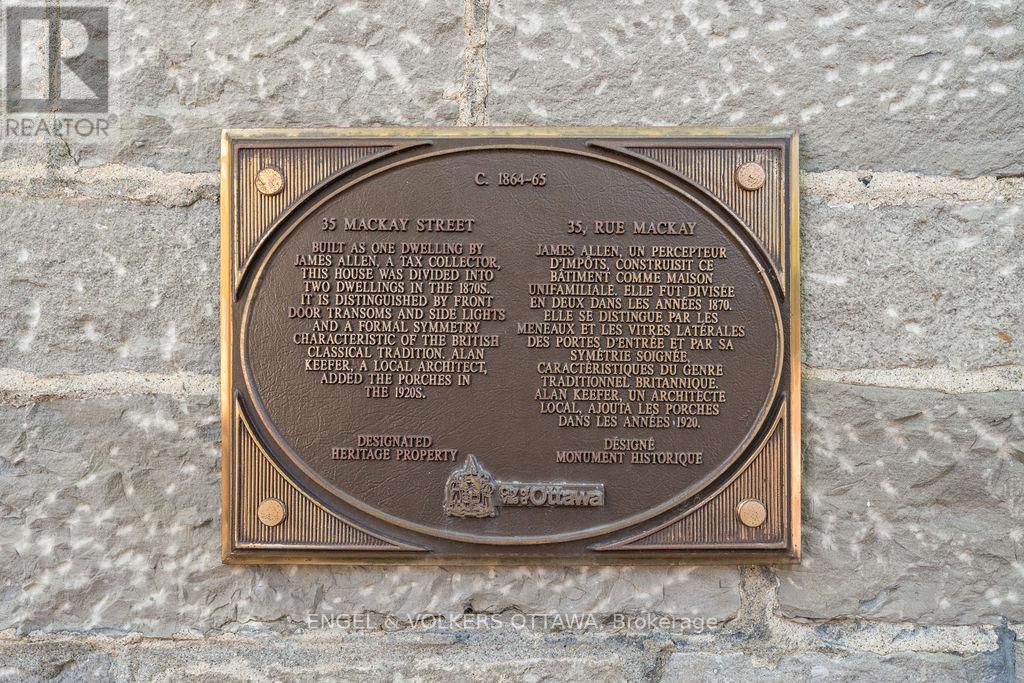 REALTOR
C. 1864-65
35 MACKAY STREET
BUILT AS ONE DWELLING BY
JAMES ALLEN, A TAX COLLECTOR,
THIS HOUSE WAS DIVIDED INTO
TWO DWELLINGS IN THE 1870S.
IT IS DISTINGUISHED BY FRONT
DOOR TRANSOMS AND SIDE LIGHTS
AND A FORMAL SYMMETRY
CHARACTERISTIC OF THE BRITISH
CLASSICAL TRADITION. ALAN
KEEFER, A LOCAL ARCHITECT,
ADDED THE PORCHES IN
THE 1920S.
DESIGNATED
HERITAGE PROPERTY
35, RUE MACKAY
JAMES ALLEN, UN PERCEPTEUR
D'IMPÔTS, CONSTRUISIT CE
BÂTIMENT COMME MAISON
UNIFAMILIALE. ELLE FUT DIVISÉE
EN DEUX DANS LES ANNÉES 1870.
ELLE SE DISTINGUE PAR LES
MENEAUX ET LES VITRES LATÉRALES
DES PORTES D'ENTRÉE ET PAR SA
SYMÉTRIE SOIGNÉE,
CARACTÉRISTIQUES DU GENRE
TRADITIONNEL BRITANNIQUE.
ALAN KEEFER, UN ARCHITECTE
LOCAL, AJOUTA LES PORCHES
DANS LES ANNÉES 1920.
DÉSIGNÉ
MONUMENT HISTORIQUE
Ottawa
ENGEL & VOLKERS OTTAWA, Brokerage